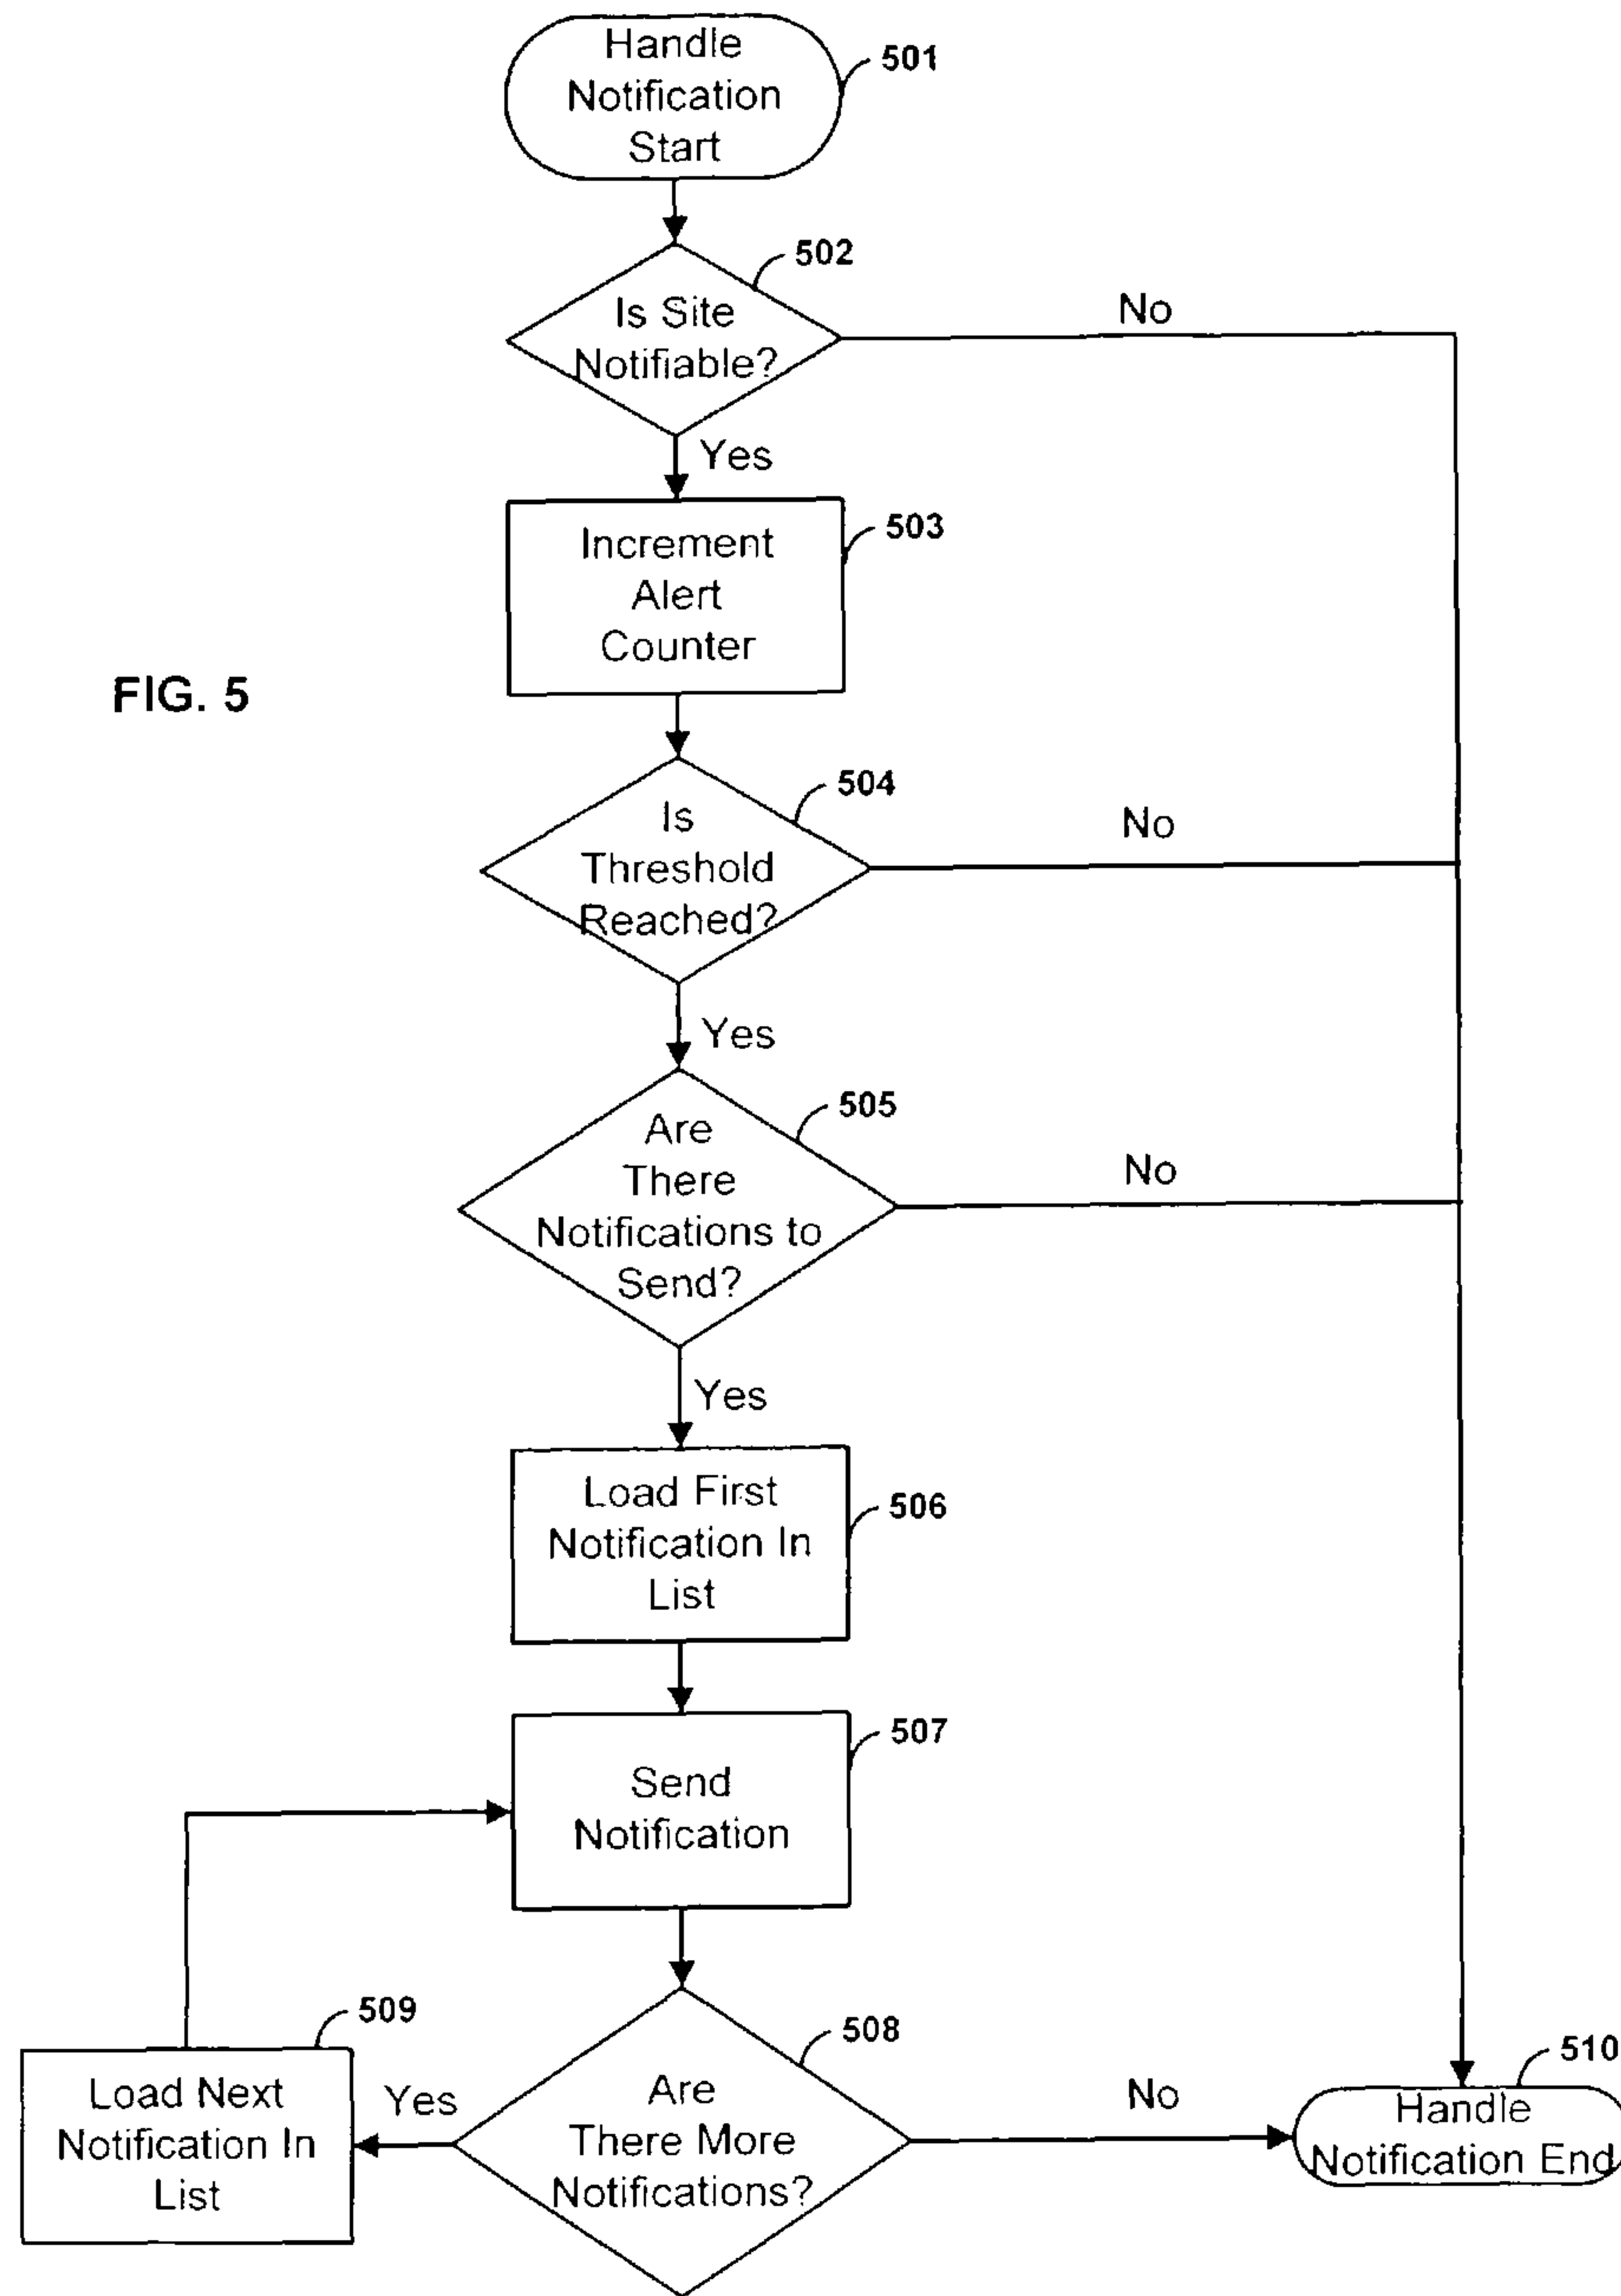 Handle
Notification
Start
501
502
Is Site
Notifiable?
No
Yes
503
Increment
Alert
Counter
FIG. 5
504
Is
Threshold
Reached?
No
Yes
505
Are
There
Notifications to
Send?
No
Yes
506
Load First
Notification In
List
507
Send
Notification
509
Load Next
Notification In
List
Yes
508
Are
There More
Notifications?
No
510
Handle
Notification End